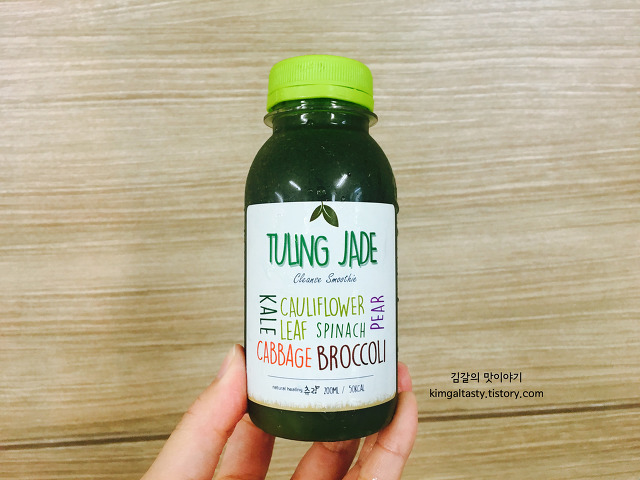 TULING JADE
Cleanse Smoothie
KALE
CAULIFLOWER
LEAF SPINACH
PEAR
CABBAGE BROCCOLI
200ML / 50KCAL
김갈의 맛이야기
kimgaltasty.tistory.com